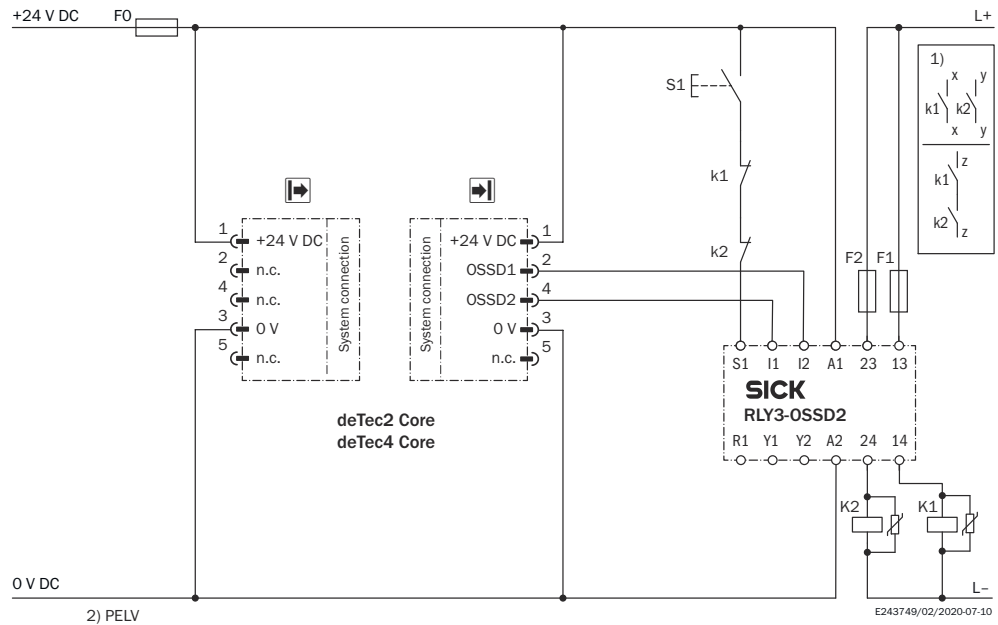 +24 V DC
F0
L+
1)
x
y
k1
k2
x
y
z
k1
k2
z
S1
k1
k2
F2
F1
1
+24 V DC
2
n.c.
4
n.c.
3
0 V
5
n.c.
System connection
System connection
+24 V DC
1
OSSD1
2
OSSD2
4
0 V
3
n.c.
5
deTec2 Core
deTec4 Core
S1 I1 I2 A1 23 13
SICK
RLY3-OSSD2
R1 Y1 Y2 A2 24 14
K2
K1
0 V DC
L–
2) PELV
E243749/02/2020-07-10